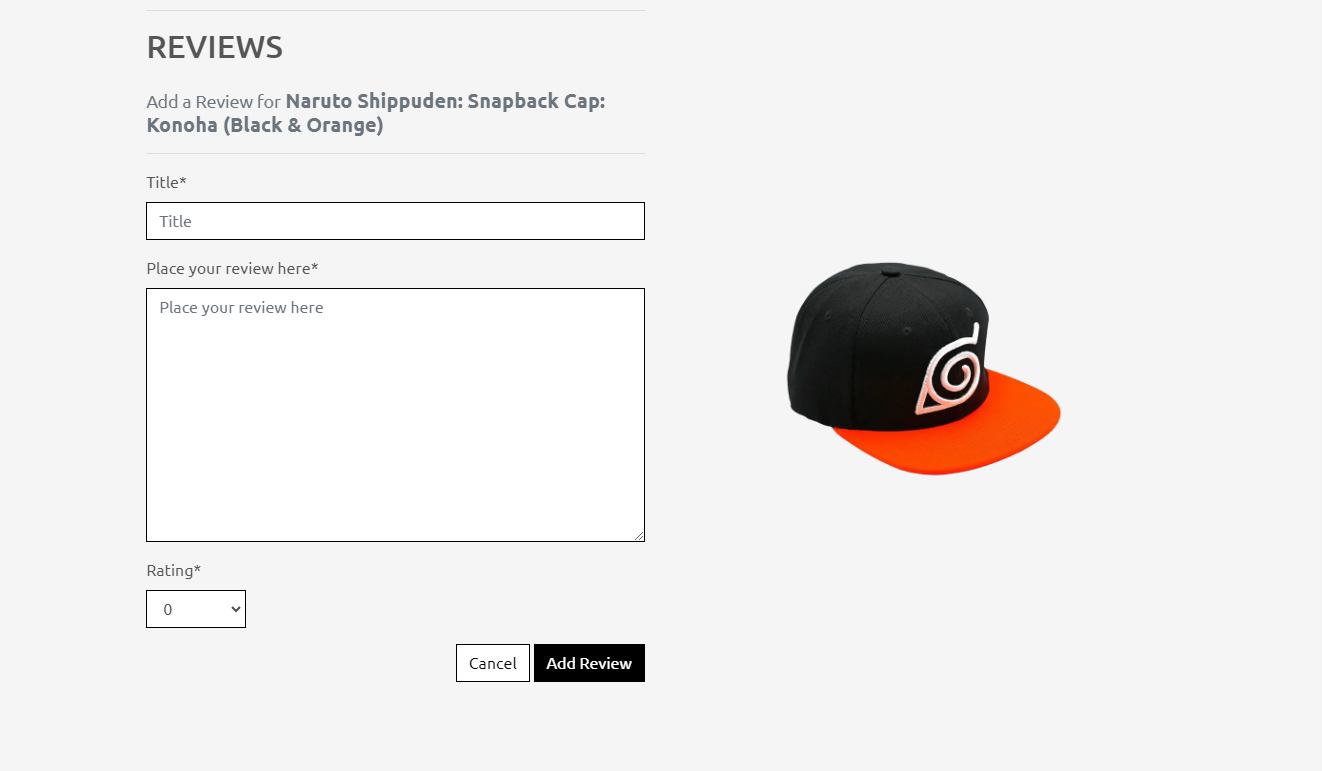 REVIEWS
Add a Review for Naruto Shippuden: Snapback Cap:
Konoha (Black & Orange)
Title*
Title
Place your review here*
Place your review here
Rating*
0
Cancel
Add Review